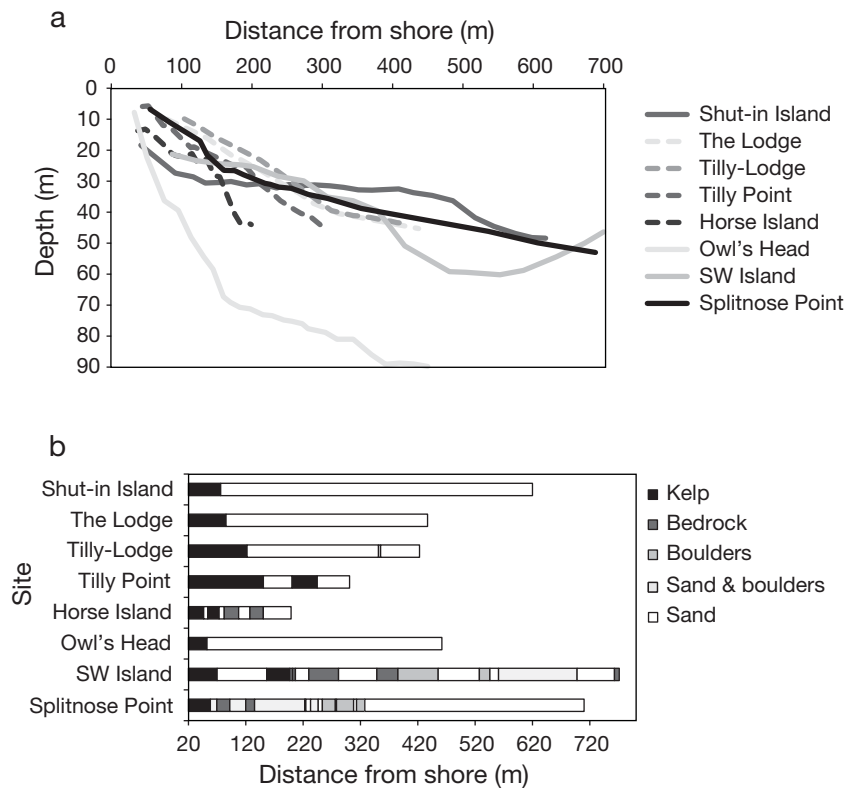 a
Distance from shore (m)
0 100 200 300 400 500 600 700
0
10
20
30
40
50
60
70
80
90
Depth (m)
Shut-in Island
The Lodge
Tilly-Lodge
Tilly Point
Horse Island
Owl's Head
SW Island
Splitnose Point
b
Site
Shut-in Island
The Lodge
Tilly-Lodge
Tilly Point
Horse Island
Owl's Head
SW Island
Splitnose Point
Kelp
Bedrock
Boulders
Sand & boulders
Sand
20 120 220 320 420 520 620 720
Distance from shore (m)